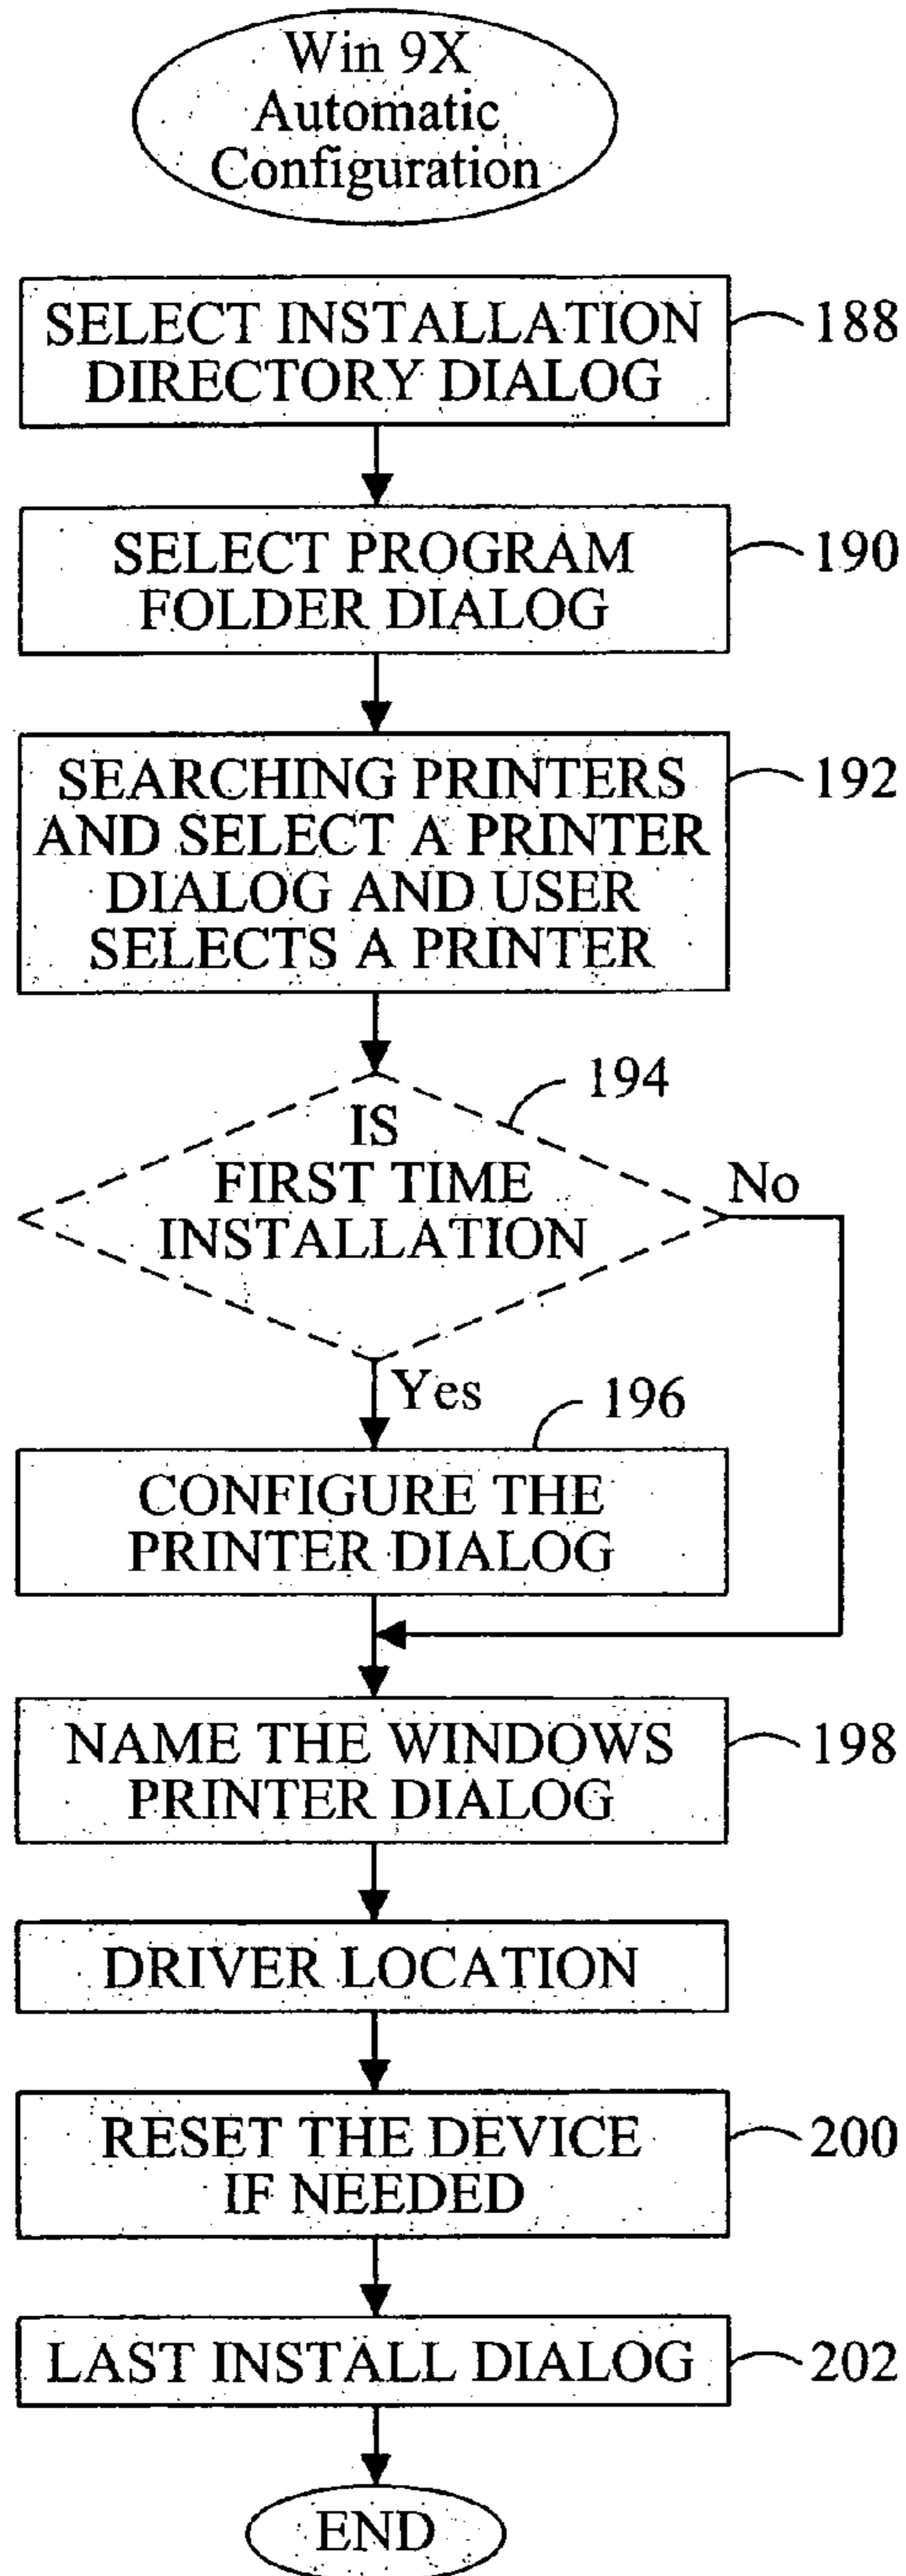 Win 9X
Automatic
Configuration
SELECT INSTALLATION
DIRECTORY DIALOG
188
SELECT PROGRAM
FOLDER DIALOG
190
SEARCHING PRINTERS
AND SELECT A PRINTER
DIALOG AND USER
SELECTS A PRINTER
192
194
IS
FIRST TIME
INSTALLATION
No
Yes
196
CONFIGURE THE
PRINTER DIALOG
NAME THE WINDOWS
PRINTER DIALOG
198
DRIVER LOCATION
RESET THE DEVICE
IF NEEDED
200
LAST INSTALL DIALOG
202
END